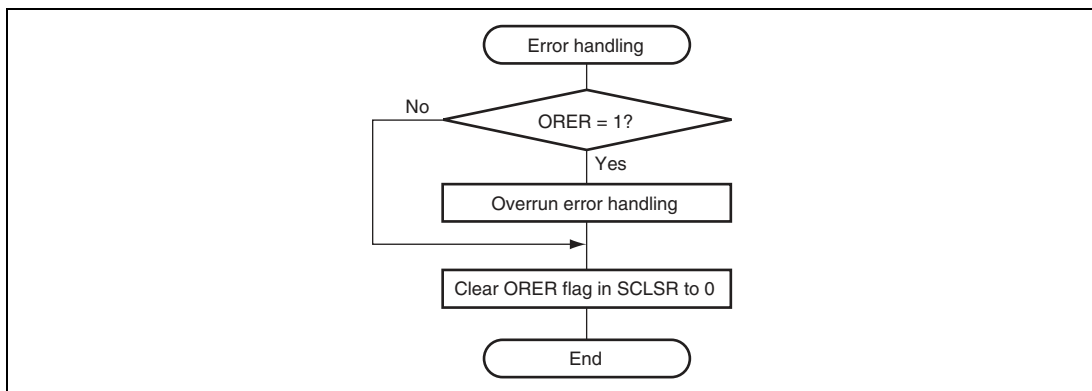 Error handling
No
ORER = 1?
Yes
Overrun error handling
Clear ORER flag in SCLSR to 0
End